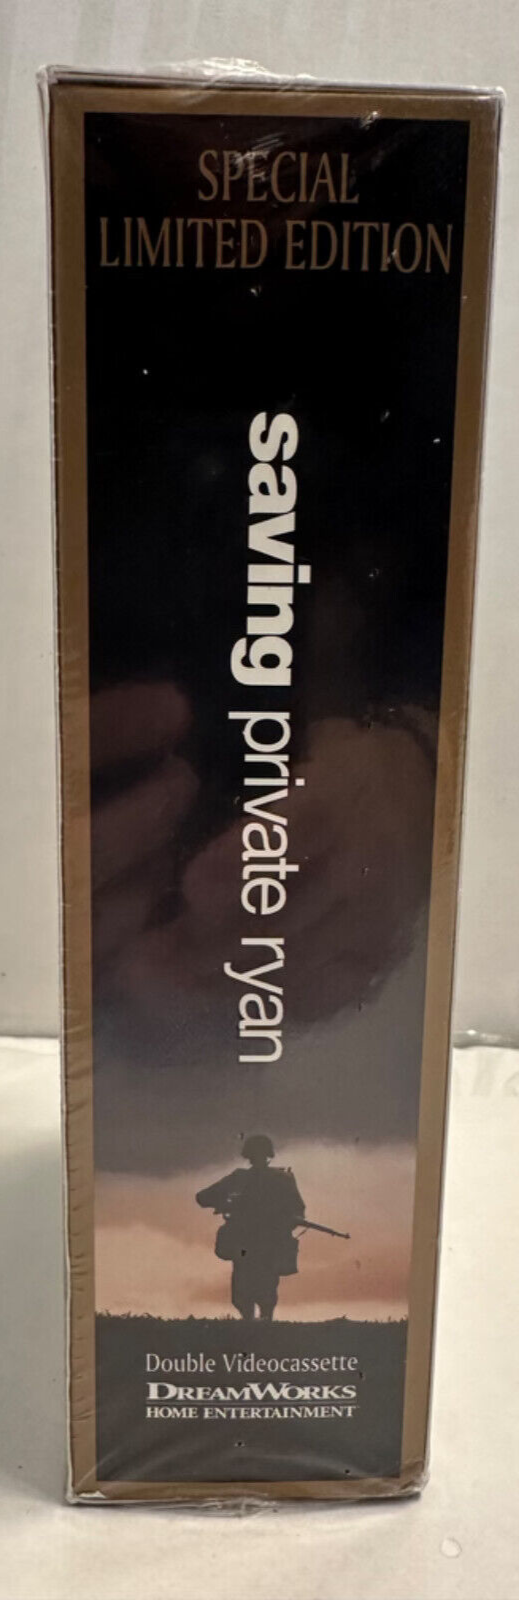 SPECIAL
LIMITED EDITION
saving private ryan
Double Videocassette
DREAMWORKS
HOME ENTERTAINMENT